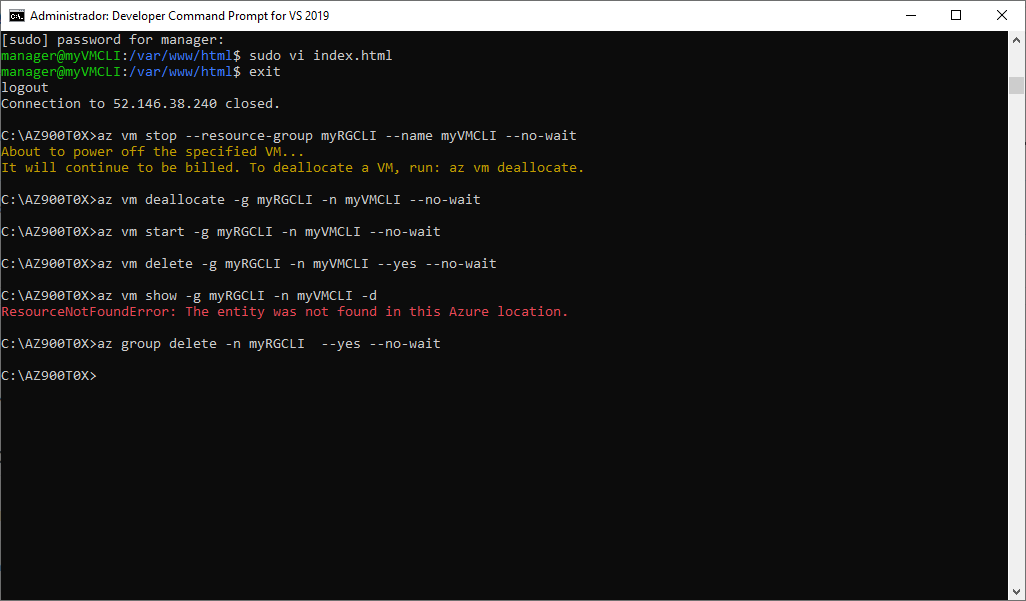 Administrador: Developer Command Prompt for VS 2019
[sudo] password for manager:
manager@myVMCLI:/var/www/html$ sudo vi index.html
manager@myVMCLI:/var/www/html$ exit
logout
Connection to 52.146.38.240 closed.
C:\AZ900T0X>az vm stop --resource-group myRGCLI --name myVMCLI --no-wait
About to power off the specified VM...
It will continue to be billed. To deallocate a VM, run: az vm deallocate.
C:\AZ900T0X>az vm deallocate -g myRGCLI -n myVMCLI --no-wait
C:\AZ900T0X>az vm start -g myRGCLI -n myVMCLI --no-wait
C:\AZ900T0X>az vm delete -g myRGCLI -n myVMCLI --yes --no-wait
C:\AZ900T0X>az vm show -g myRGCLI -n myVMCLI -d
ResourceNotFoundError: The entity was not found in this Azure location.
C:\AZ900T0X>az group delete -n myRGCLI  --yes --no-wait
C:\AZ900T0X>